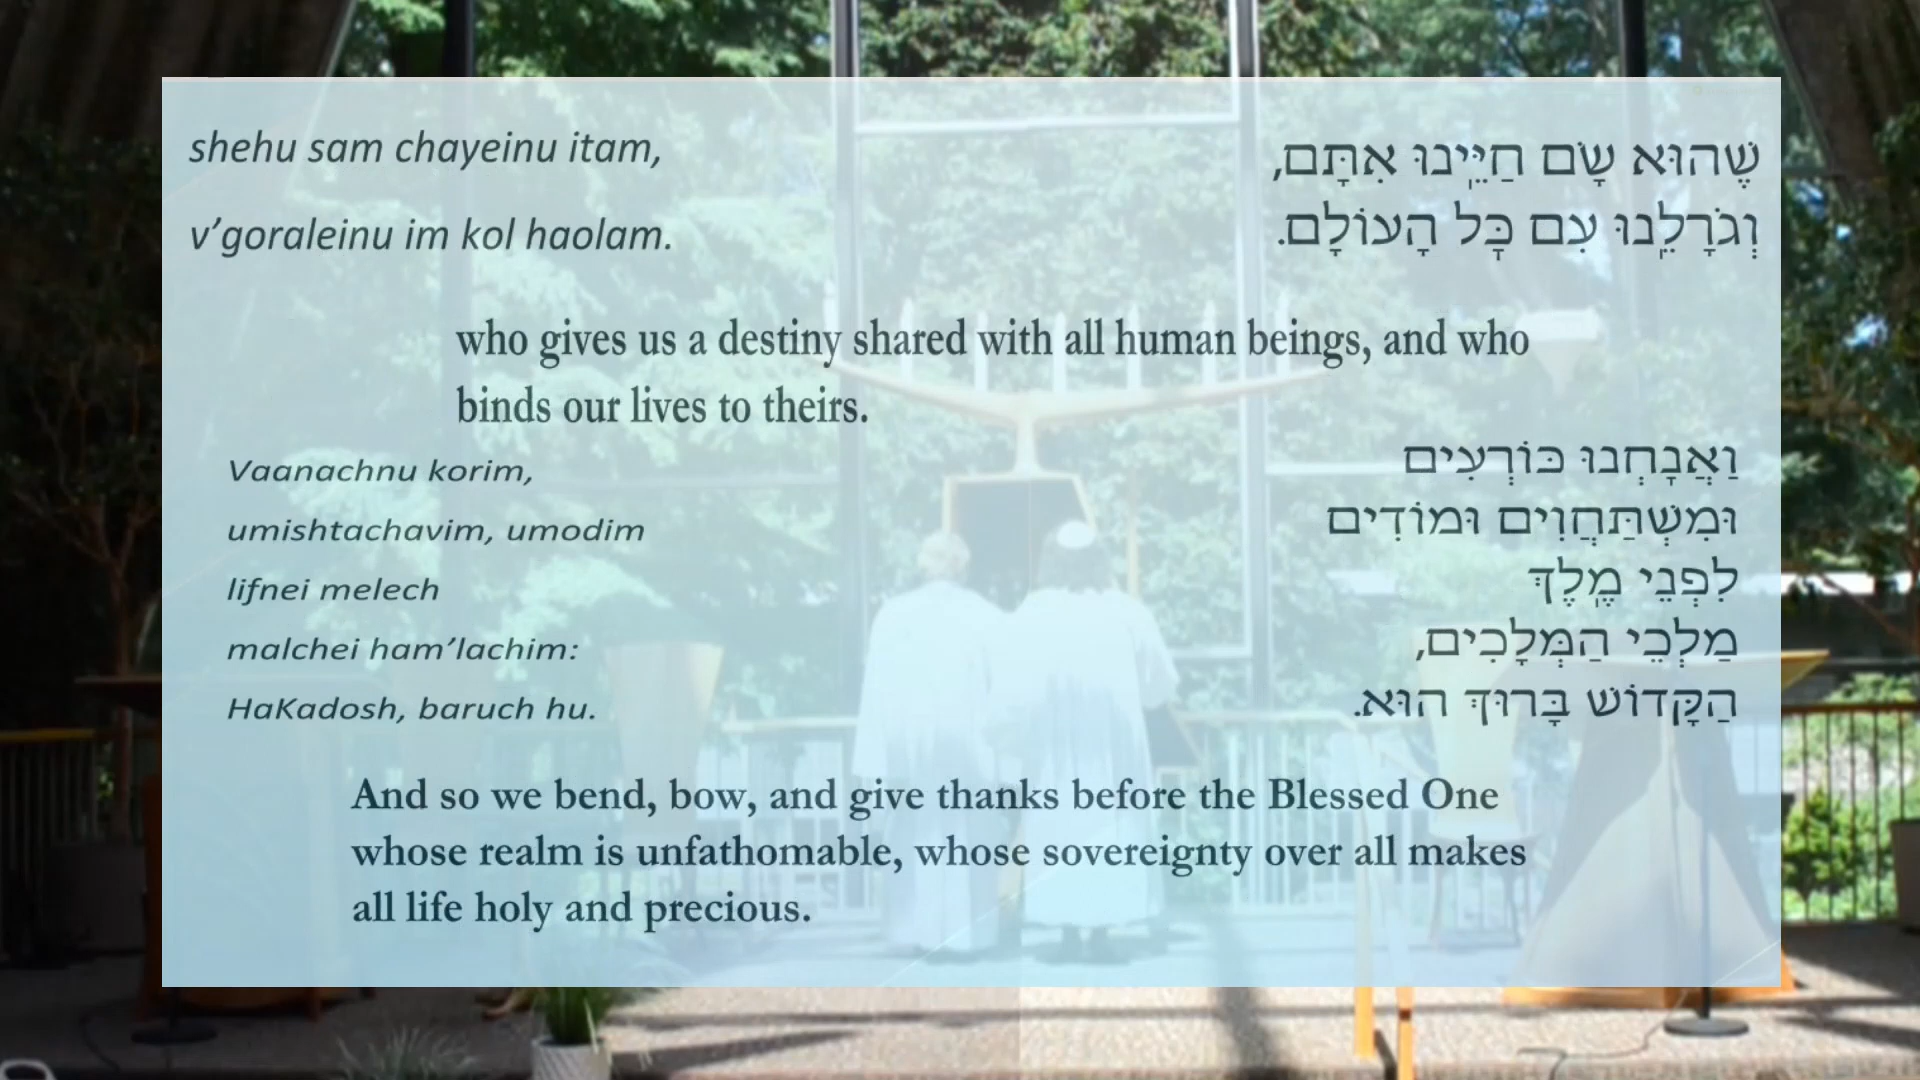 shehu sam chayeinu itam,
v’goraleinu im kol haolam.
שֶׁהוּא שָׂם חַיֵּֽינוּ אִתָּם,
וְגֹרָלֵֽנוּ עִם כָּל הָעוֹלָם.
who gives us a destiny shared with all human beings, and who
binds our lives to theirs.
Vaanachnu korim,
umishtachavim, umodim
lifnei melech
malchei ham’lachim:
HaKadosh, baruch hu.
וַאֲנָחְנוּ כּוֹרְעִים
וּמִשְׁתַּחֲוִים וּמוֹדִים
לִפְנֵי מֶֽלֶךְ
מַלְכֵי הַמְּלָכִים,
הַקָּדוֹשׁ בָּרוּךְ הוּא.
And so we bend, bow, and give thanks before the Blessed One
whose realm is unfathomable, whose sovereignty over all makes
all life holy and precious.